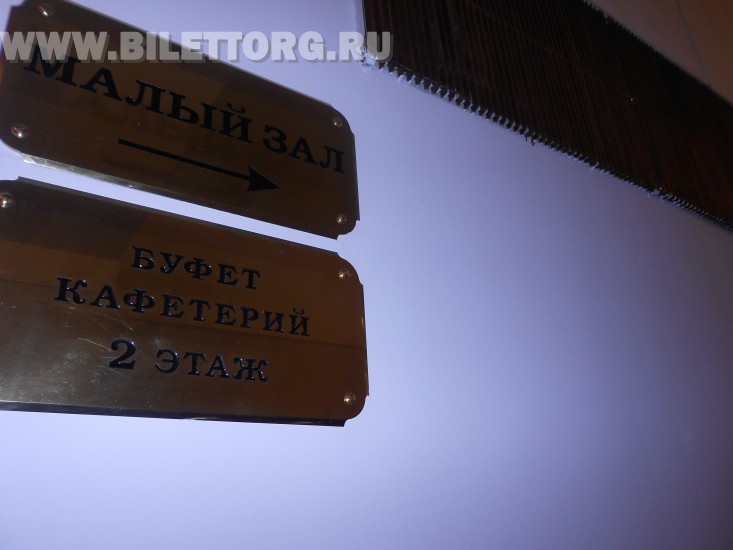 WWW.BILETTORG.RU
МАЛЫЙ ЗАЛ
БУФЕТ
КАФЕТЕРИЙ
2 ЭТАЖ